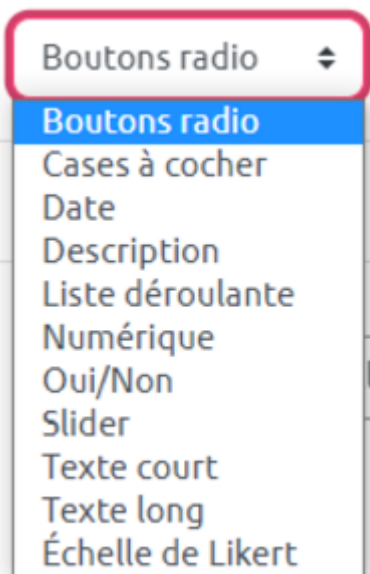 Boutons radio
Boutons radio
Cases à cocher
Date
Description
Liste déroulante
Numérique
Oui/Non
Slider
Texte court
Texte long
Échelle de Likert